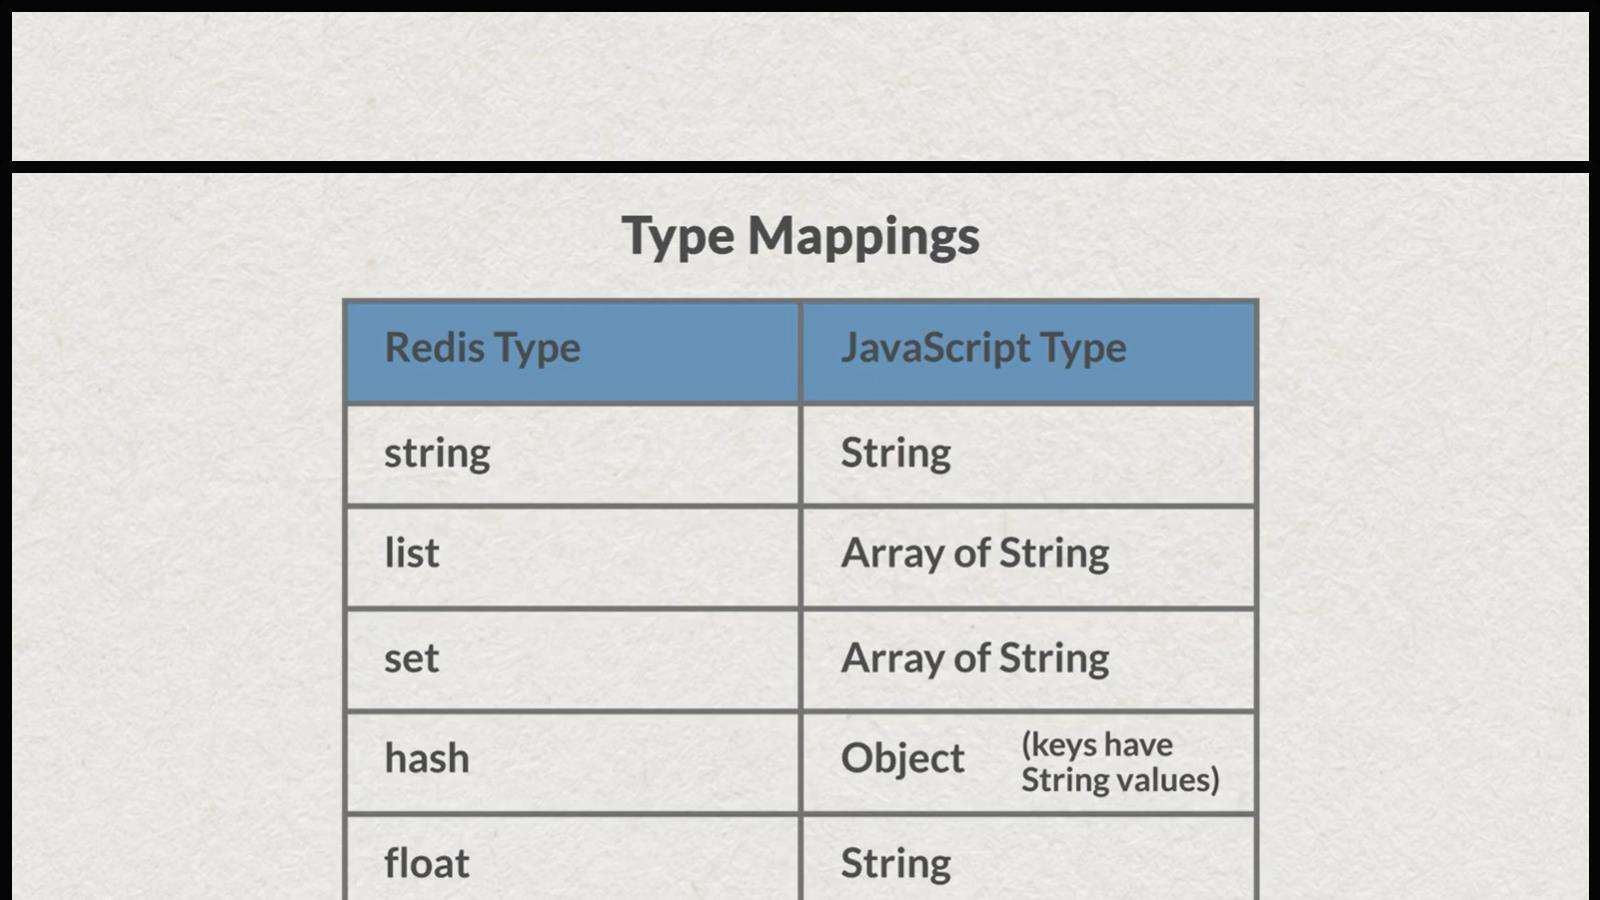 Type Mappings
Redis Type JavaScript Type
string String
list Array of String
set Array of String
hash Object (keys have
String values)
float String